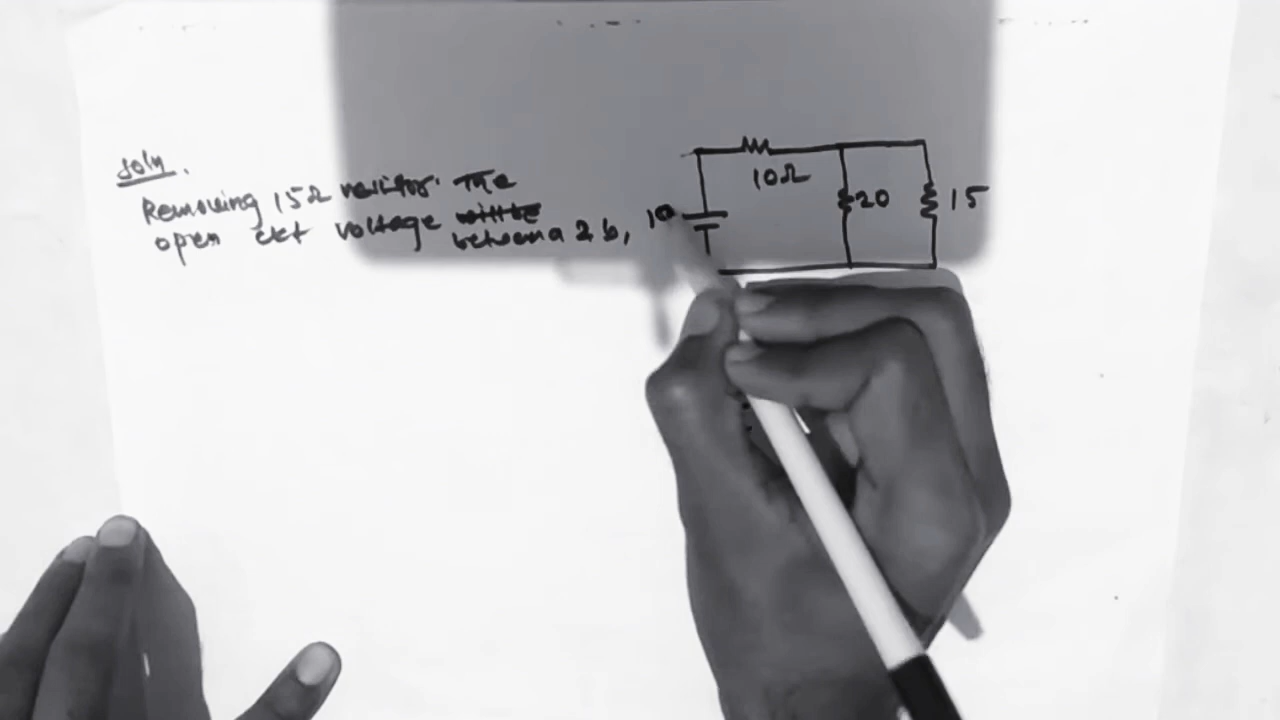 Soln.
Removing 15Ω resistor. The
open ckt voltage
between a & b,
10
10Ω
20
15